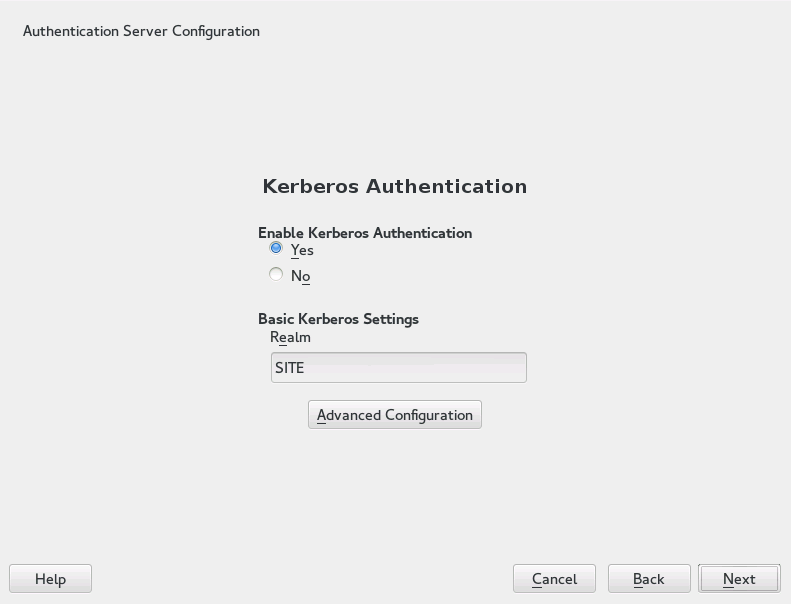 Authentication Server Configuration
Kerberos Authentication
Enable Kerberos Authentication
Yes
No
Basic Kerberos Settings
Realm
SITE
Advanced Configuration
Help Cancel Back Next